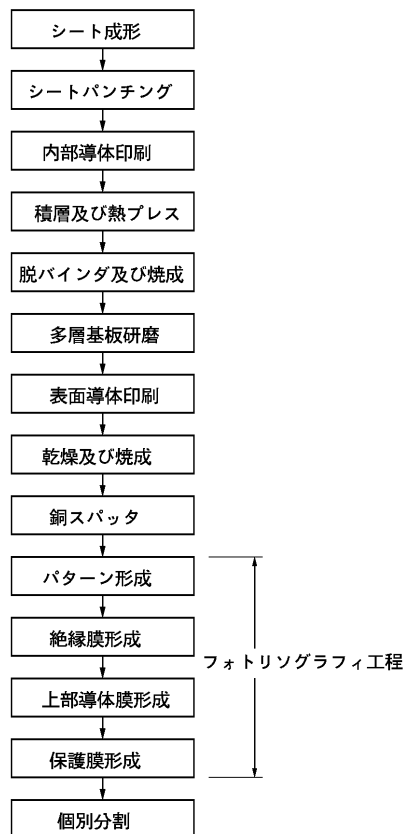 シート成形
シートパンチング
内部導体印刷
積層及び熱プレス
脱バインダ及び焼成
多層基板研磨
表面導体印刷
乾燥及び焼成
銅スパッタ
パターン形成
絶縁膜形成
フォトリソグラフィ工程
上部導体膜形成
保護膜形成
個別分割